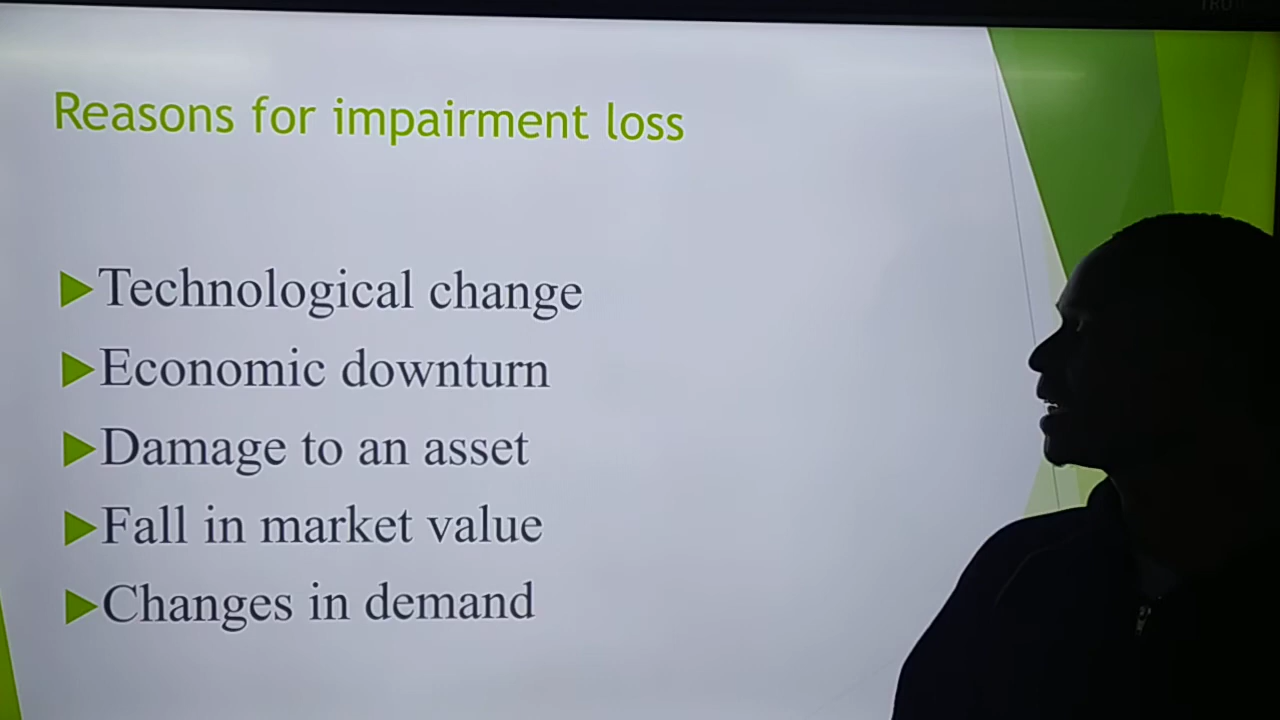 Reasons for impairment loss
Technological change
Economic downturn
Damage to an asset
Fall in market value
Changes in demand